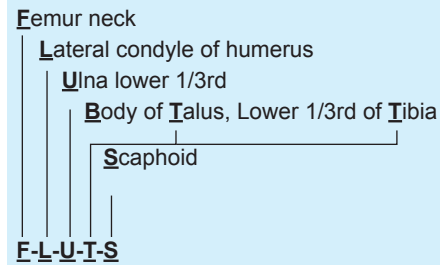 Femur neck
Lateral condyle of humerus
Ulna lower 1/3rd
Body of Talus, Lower 1/3rd of Tibia
Scaphoid
F-L-U-T-S